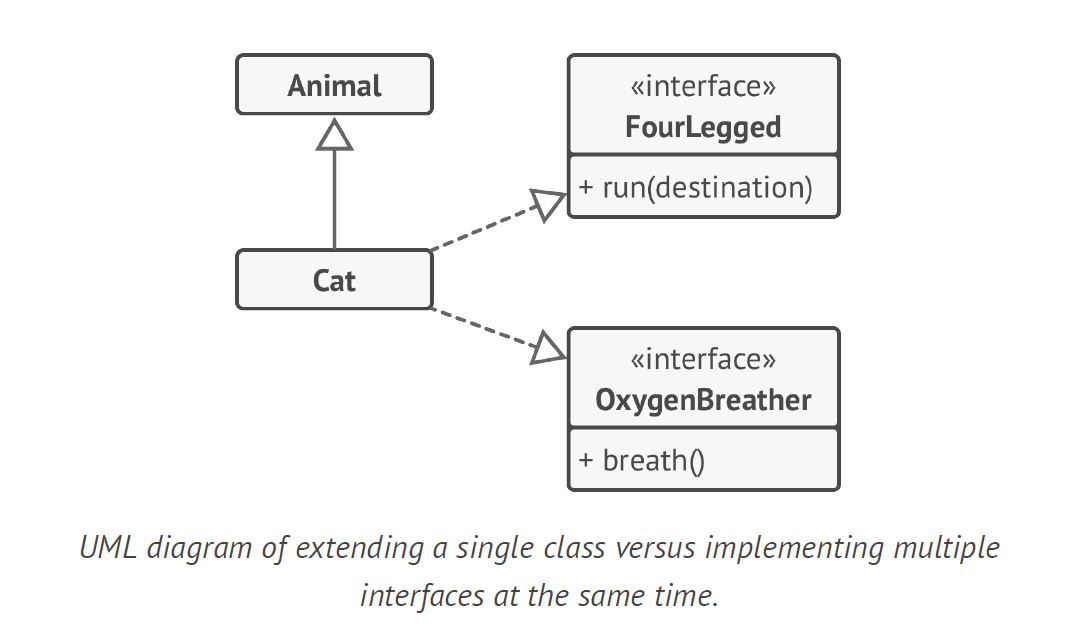 Animal
«interface»
FourLegged
+ run(destination)
Cat
«interface»
OxygenBreather
+ breath()
UML diagram of extending a single class versus implementing multiple
interfaces at the same time.